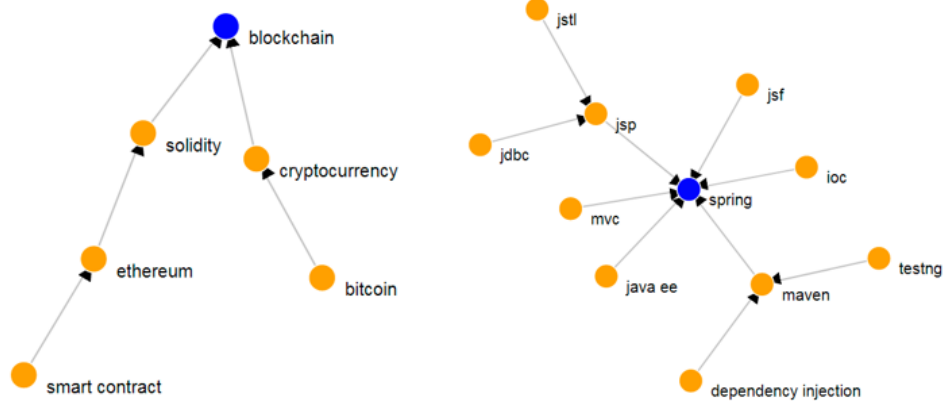 blockchain
solidity
cryptocurrency
ethereum
bitcoin
smart contract
jstl
jsf
jsp
jdbc
ioc
spring
mvc
testng
java ee
maven
dependency injection